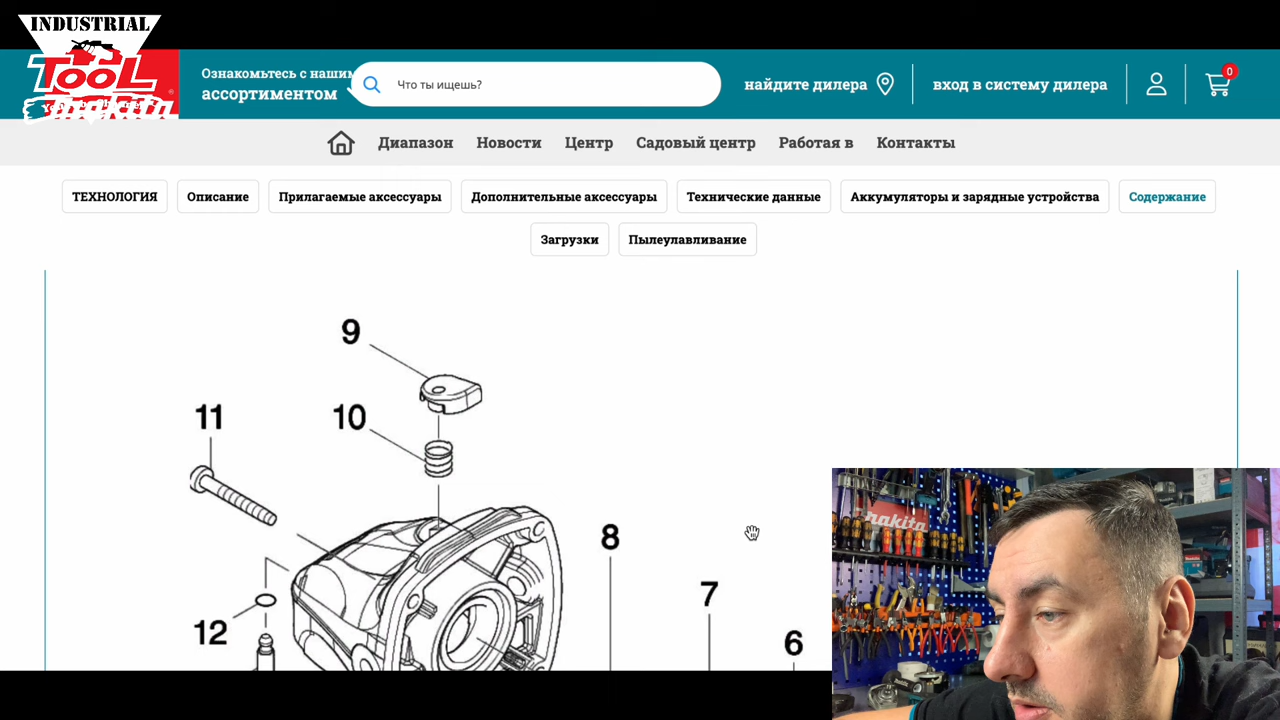 INDUSTRIAL
TOOL
makita
Ознакомьтесь с нашим
ассортиментом
Что ты ищешь?
найдите дилера
вход в систему дилера
0
Диапазон
Новости
Центр
Садовый центр
Работая в
Контакты
ТЕХНОЛОГИЯ
Описание
Прилагаемые аксессуары
Дополнительные аксессуары
Технические данные
Аккумуляторы и зарядные устройства
Содержание
Загрузки
Пылеулавливание
9
11
10
8
7
12
6
makita